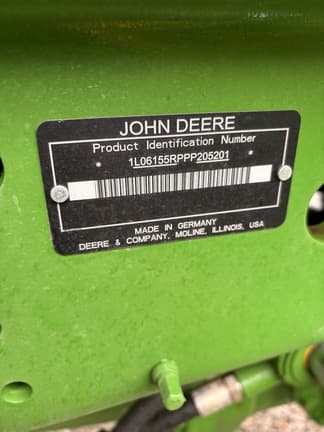 JOHN DEERE
Product Identification Number
* 1L06155RPPP205201 *
MADE IN GERMANY
DEERE & COMPANY, MOLINE, ILLINOIS, USA